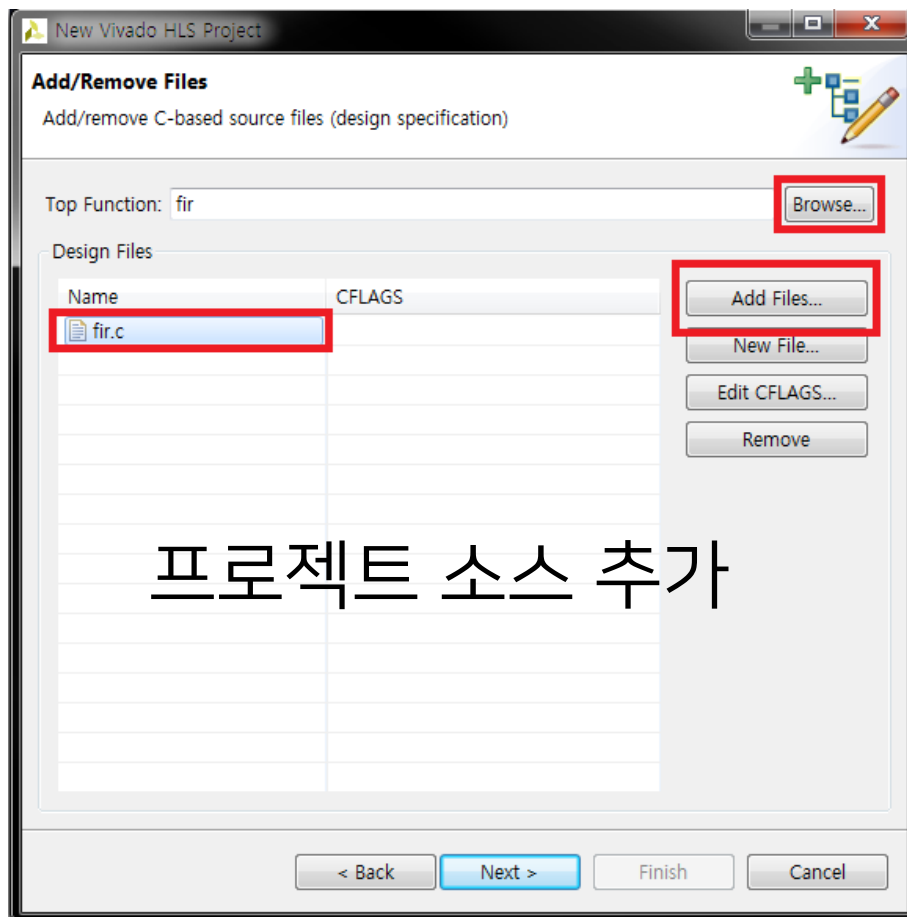 New Vivado HLS Project
Add/Remove Files
Add/remove C-based source files (design specification)
Top Function: fir Browse...
Design Files
Name CFLAGS Add Files...
fir.c
New File...
Edit CFLAGS...
Remove
프로젝트 소스 추가
< Back Next > Finish Cancel